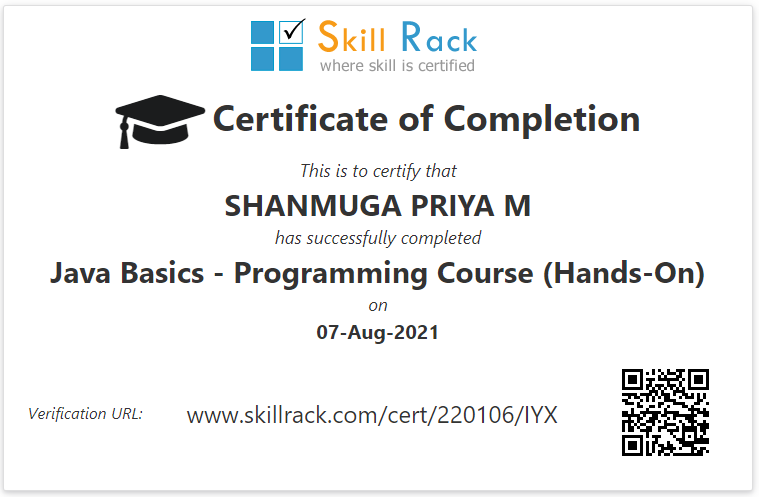 Skill Rack
where skill is certified
Certificate of Completion
This is to certify that
SHANMUGA PRIYA M
has successfully completed
Java Basics - Programming Course (Hands-On)
on
07-Aug-2021
Verification URL: www.skillrack.com/cert/220106/IYX